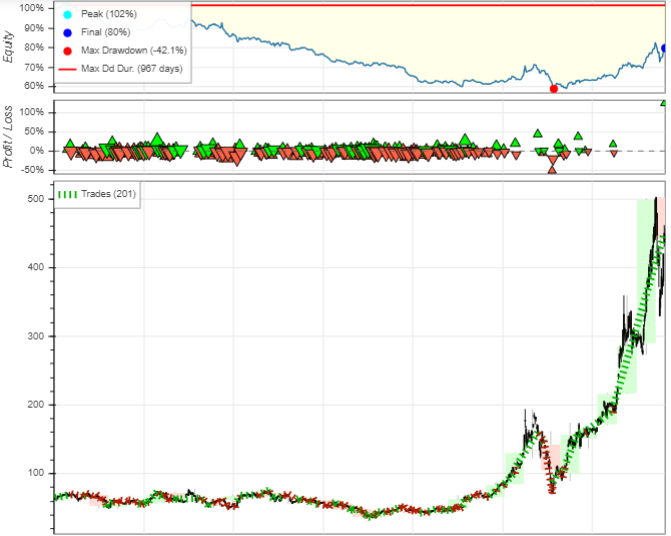 Equity
100%
90%
80%
70%
60%
Peak (102%)
Final (80%)
Max Drawdown (-42.1%)
Max Dd Dur. (967 days)
Profit / Loss
100%
50%
0%
-50%
Trades (201)
500
400
300
200
100